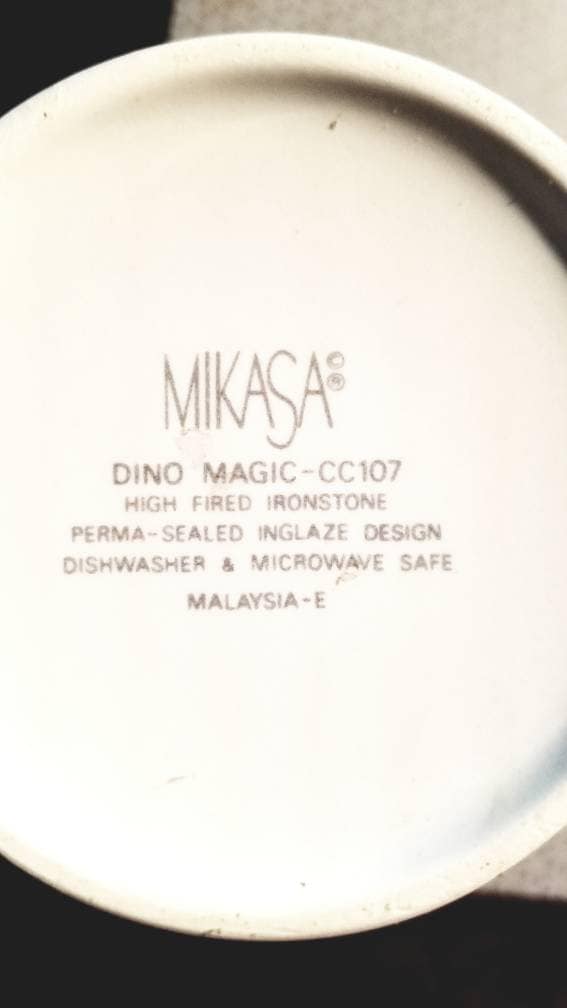 MIKASA©®
DINO MAGIC-CC107
HIGH FIRED IRONSTONE
PERMA-SEALED INGLAZE DESIGN
DISHWASHER & MICROWAVE SAFE
MALAYSIA-E